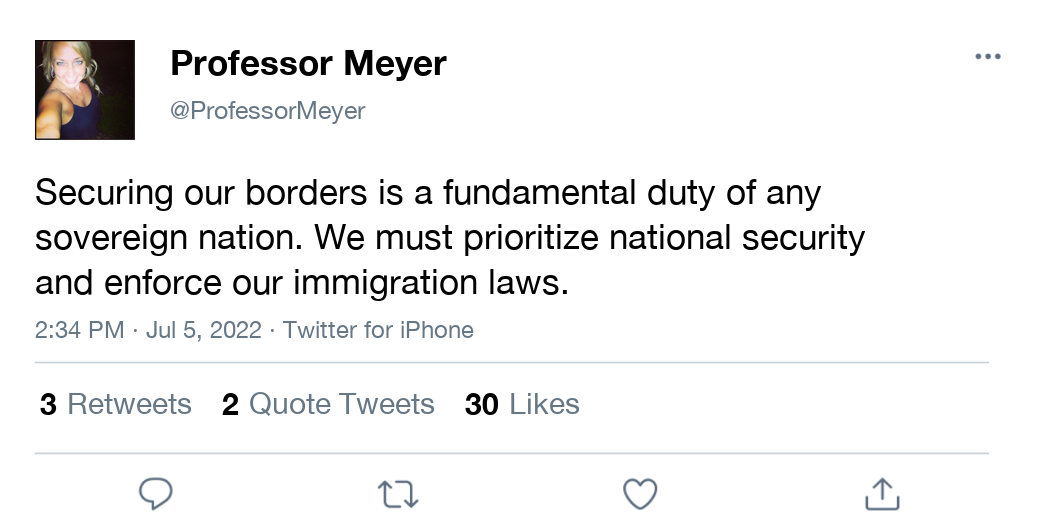 Professor Meyer
@ProfessorMeyer
Securing our borders is a fundamental duty of any
sovereign nation. We must prioritize national security
and enforce our immigration laws.
2:34 PM · Jul 5, 2022 · Twitter for iPhone
3 Retweets 2 Quote Tweets 30 Likes